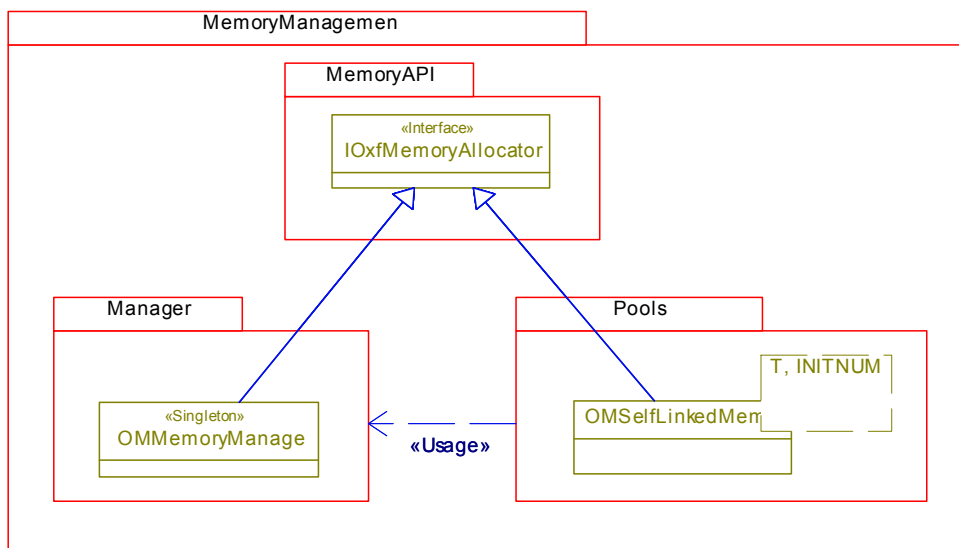 MemoryManagemen
MemoryAPI
«Interface»
IOxfMemoryAllocator
Manager
Pools
T, INITNUM
«Singleton»
OMMemoryManage
OMSelfLinkedMem
«Usage»